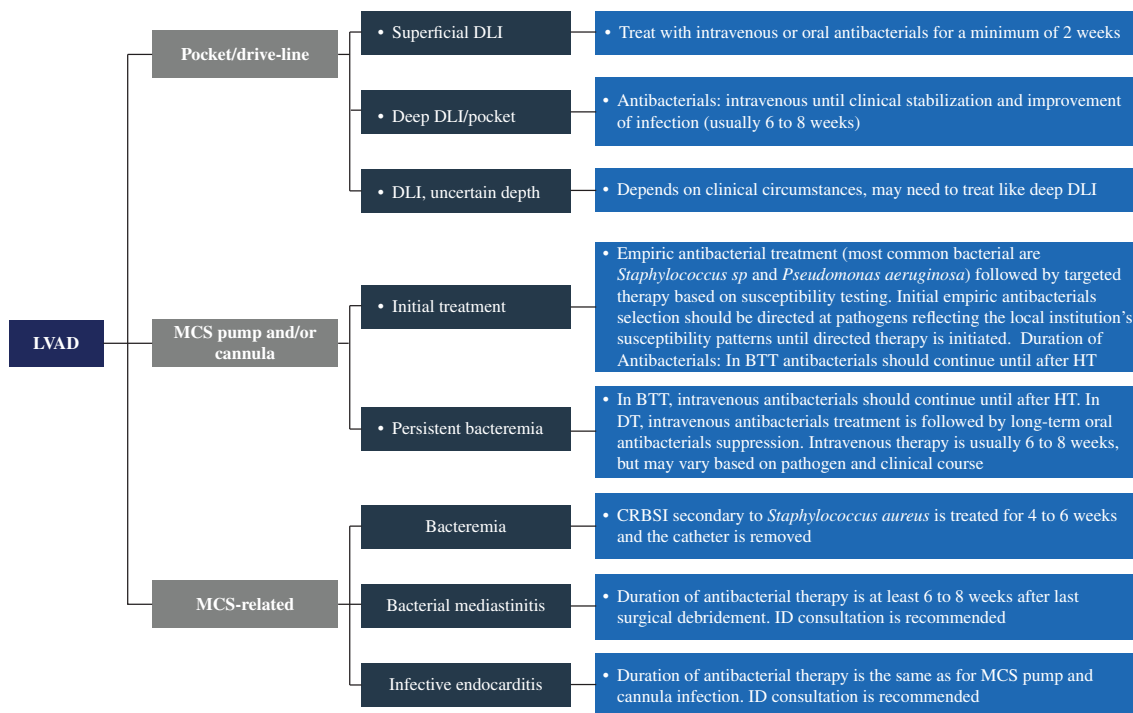 LVAD
Pocket/drive-line
• Superficial DLI
• Treat with intravenous or oral antibacterials for a minimum of 2 weeks
• Deep DLI/pocket
• Antibacterials: intravenous until clinical stabilization and improvement
of infection (usually 6 to 8 weeks)
• DLI, uncertain depth
• Depends on clinical circumstances, may need to treat like deep DLI
MCS pump and/or
cannula
• Initial treatment
• Empiric antibacterial treatment (most common bacterial are
Staphylococcus sp and Pseudomonas aeruginosa) followed by targeted
therapy based on susceptibility testing. Initial empiric antibacterials
selection should be directed at pathogens reflecting the local institution’s
susceptibility patterns until directed therapy is initiated. Duration of
Antibacterials: In BTT antibacterials should continue until after HT
• Persistent bacteremia
• In BTT, intravenous antibacterials should continue until after HT. In
DT, intravenous antibacterials treatment is followed by long-term oral
antibacterials suppression. Intravenous therapy is usually 6 to 8 weeks,
but may vary based on pathogen and clinical course
MCS-related
Bacteremia
• CRBSI secondary to Staphylococcus aureus is treated for 4 to 6 weeks
and the catheter is removed
Bacterial mediastinitis
• Duration of antibacterial therapy is at least 6 to 8 weeks after last
surgical debridement. ID consultation is recommended
Infective endocarditis
• Duration of antibacterial therapy is the same as for MCS pump and
cannula infection. ID consultation is recommended